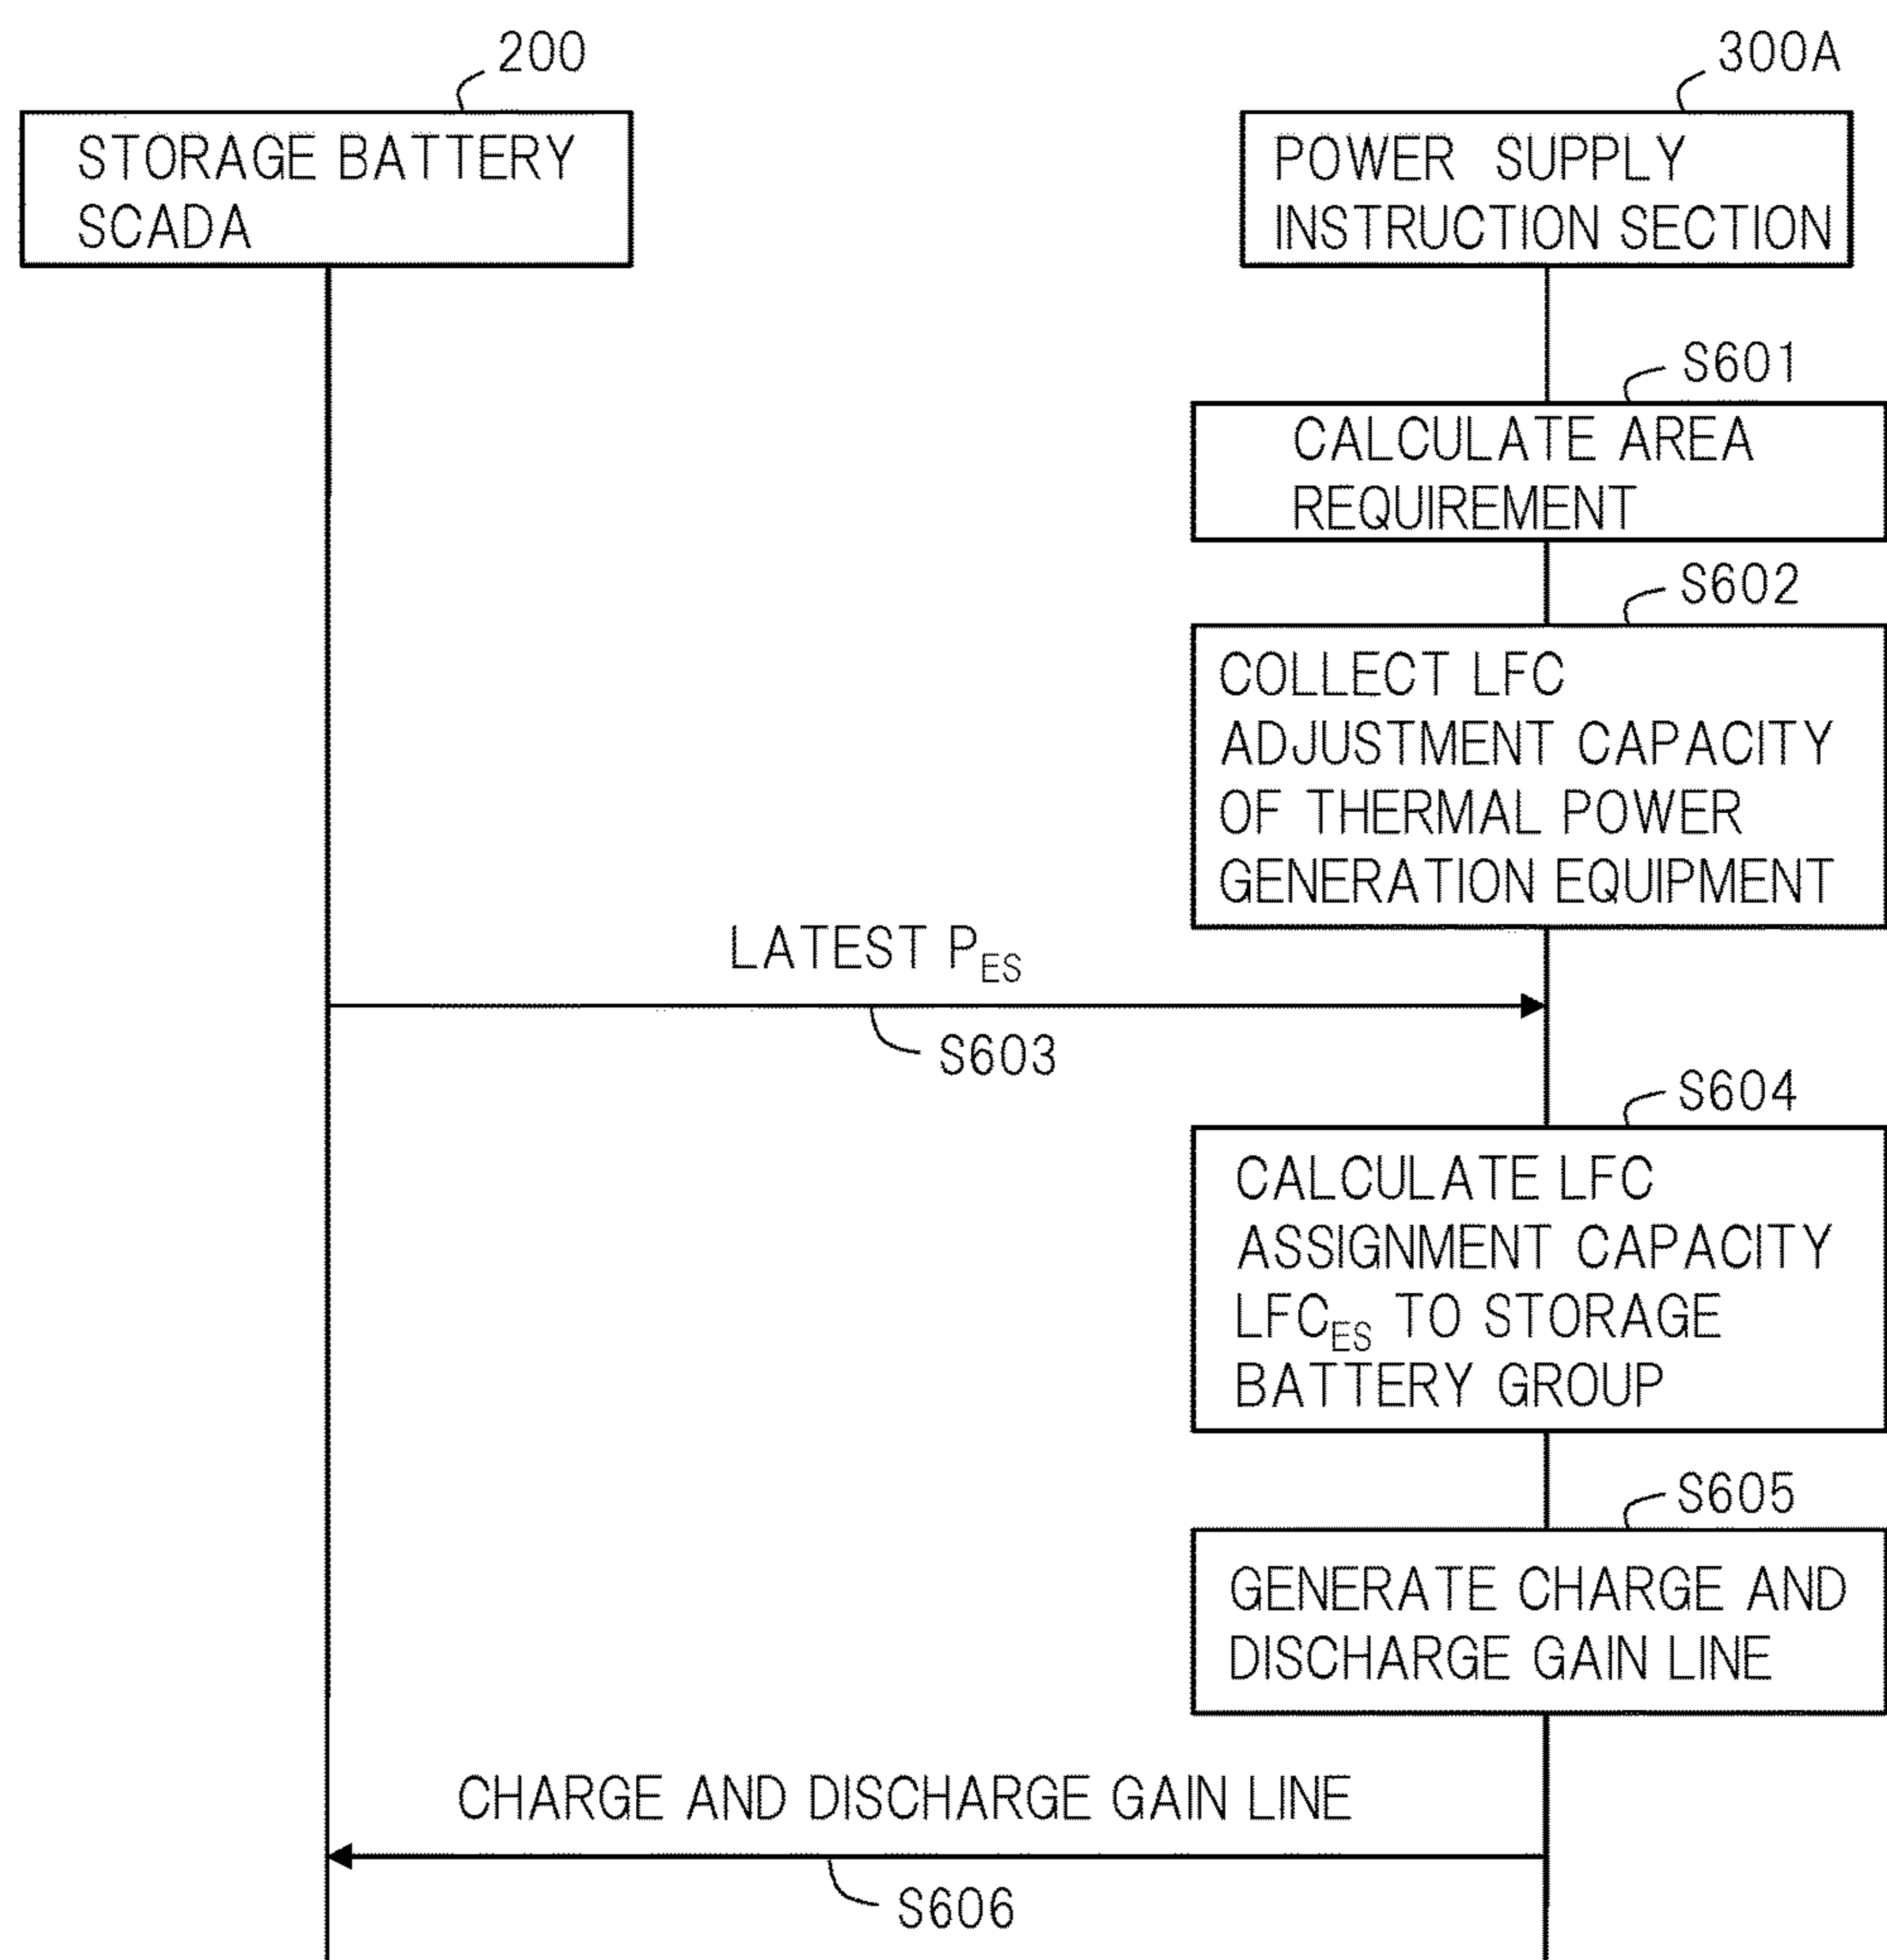 200
300A
STORAGE BATTERY
SCADA
POWER SUPPLY
INSTRUCTION SECTION
S601
CALCULATE AREA
REQUIREMENT
S602
COLLECT LFC
ADJUSTMENT CAPACITY
OF THERMAL POWER
GENERATION EQUIPMENT
LATEST P_ES
S603
S604
CALCULATE LFC
ASSIGNMENT CAPACITY
LFC_ES TO STORAGE
BATTERY GROUP
S605
GENERATE CHARGE AND
DISCHARGE GAIN LINE
CHARGE AND DISCHARGE GAIN LINE
S606